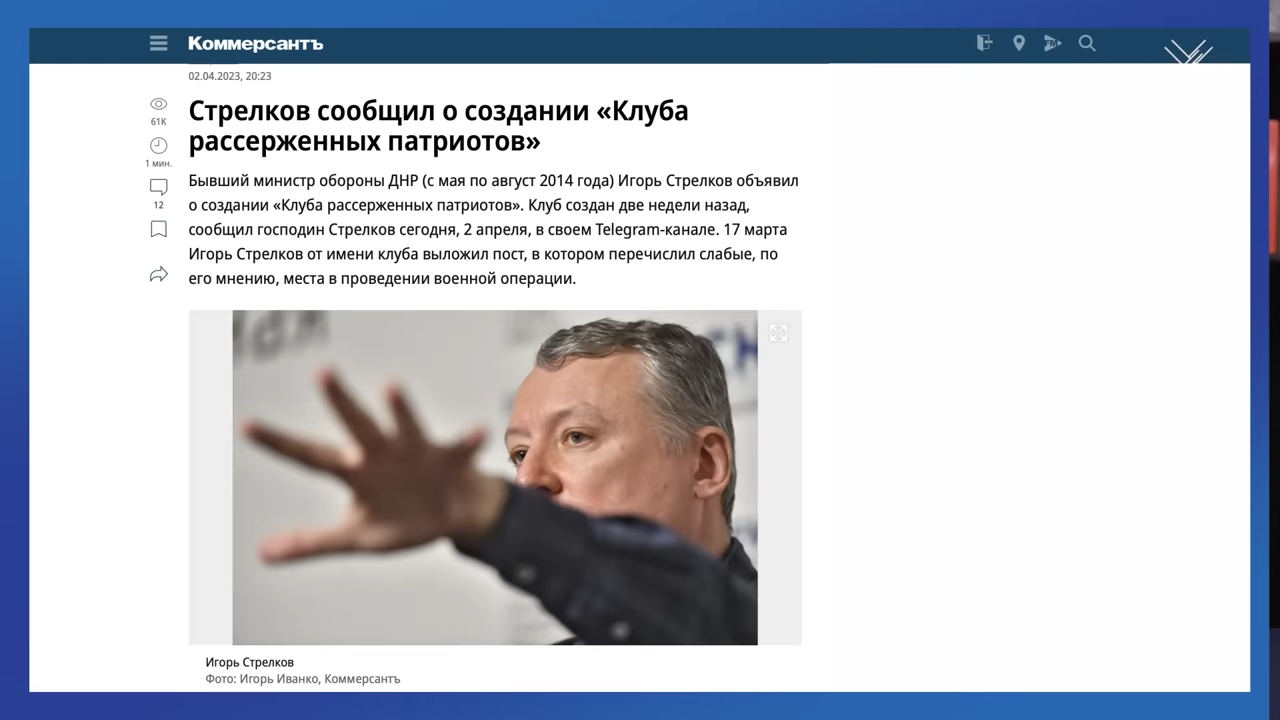 Коммерсантъ
FM
02.04.2023, 20:23
Стрелков сообщил о создании «Клуба
рассерженных патриотов»
61K
1 мин.
12
Бывший министр обороны ДНР (с мая по август 2014 года) Игорь Стрелков объявил
о создании «Клуба рассерженных патриотов». Клуб создан две недели назад,
сообщил господин Стрелков сегодня, 2 апреля, в своем Telegram-канале. 17 марта
Игорь Стрелков от имени клуба выложил пост, в котором перечислил слабые, по
его мнению, места в проведении военной операции.
Игорь Стрелков
Фото: Игорь Иванко, Коммерсантъ